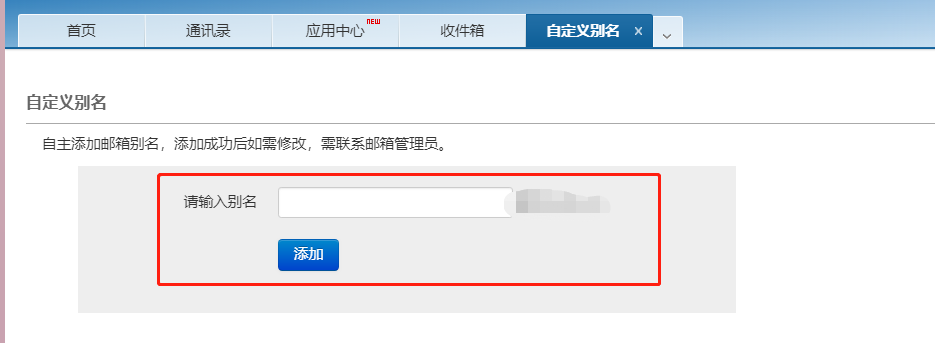 首页 通讯录 应用中心 NEW 收件箱 自定义别名 x
自定义别名
自主添加邮箱别名，添加成功后如需修改，需联系邮箱管理员。
请输入别名
添加